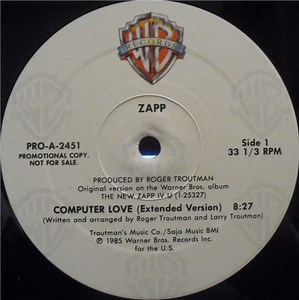 WB
RECORDS
ZAPP
PRO-A-2451
PROMOTIONAL COPY.
NOT FOR SALE.
Side 1
33 1/3 RPM
PRODUCED BY ROGER TROUTMAN
Original version on the Warner Bros. album
THE NEW ZAPP IV U (1-25327)
COMPUTER LOVE (Extended Version) 8:27
(Written and arranged by Roger Troutman and Larry Troutman)
Troutman's Music Co./Saja Music BMI
℗ 1985 Warner Bros. Records Inc.
for the U.S.